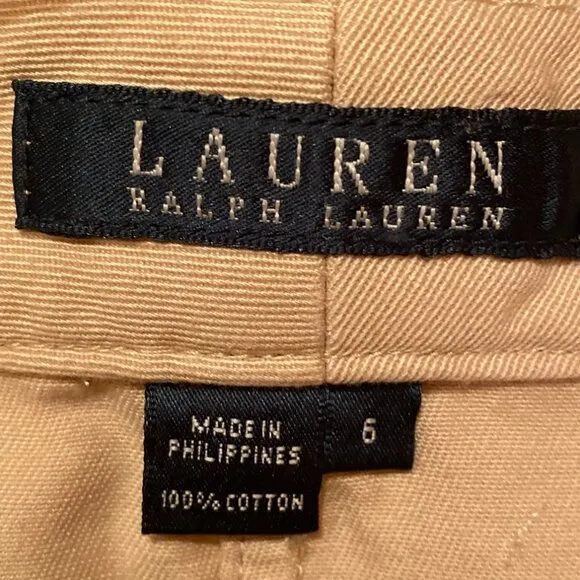 LAUREN
RALPH LAUREN
MADE IN
PHILIPPINES
100% COTTON
6